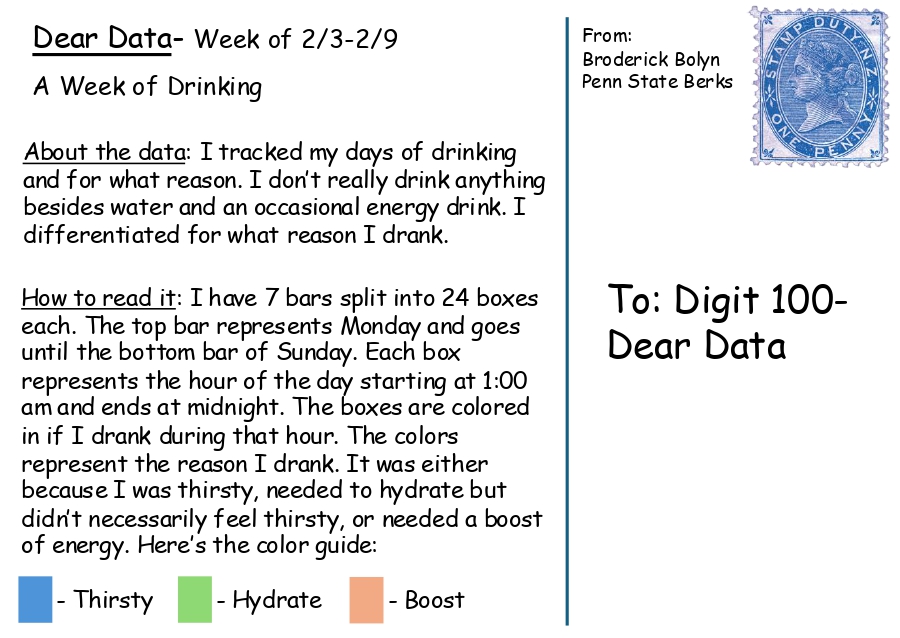 Dear Data- Week of 2/3-2/9
A Week of Drinking
About the data: I tracked my days of drinking
and for what reason. I don't really drink anything
besides water and an occasional energy drink. I
differentiated for what reason I drank.
How to read it: I have 7 bars split into 24 boxes
each. The top bar represents Monday and goes
until the bottom bar of Sunday. Each box
represents the hour of the day starting at 1:00
am and ends at midnight. The boxes are colored
in if I drank during that hour. The colors
represent the reason I drank. It was either
because I was thirsty, needed to hydrate but
didn't necessarily feel thirsty, or needed a boost
of energy. Here's the color guide:
- Thirsty - Hydrate - Boost
From:
Broderick Bolyn
Penn State Berks
STAMP DUTY N.Z.
ONE PENNY
To: Digit 100-
Dear Data